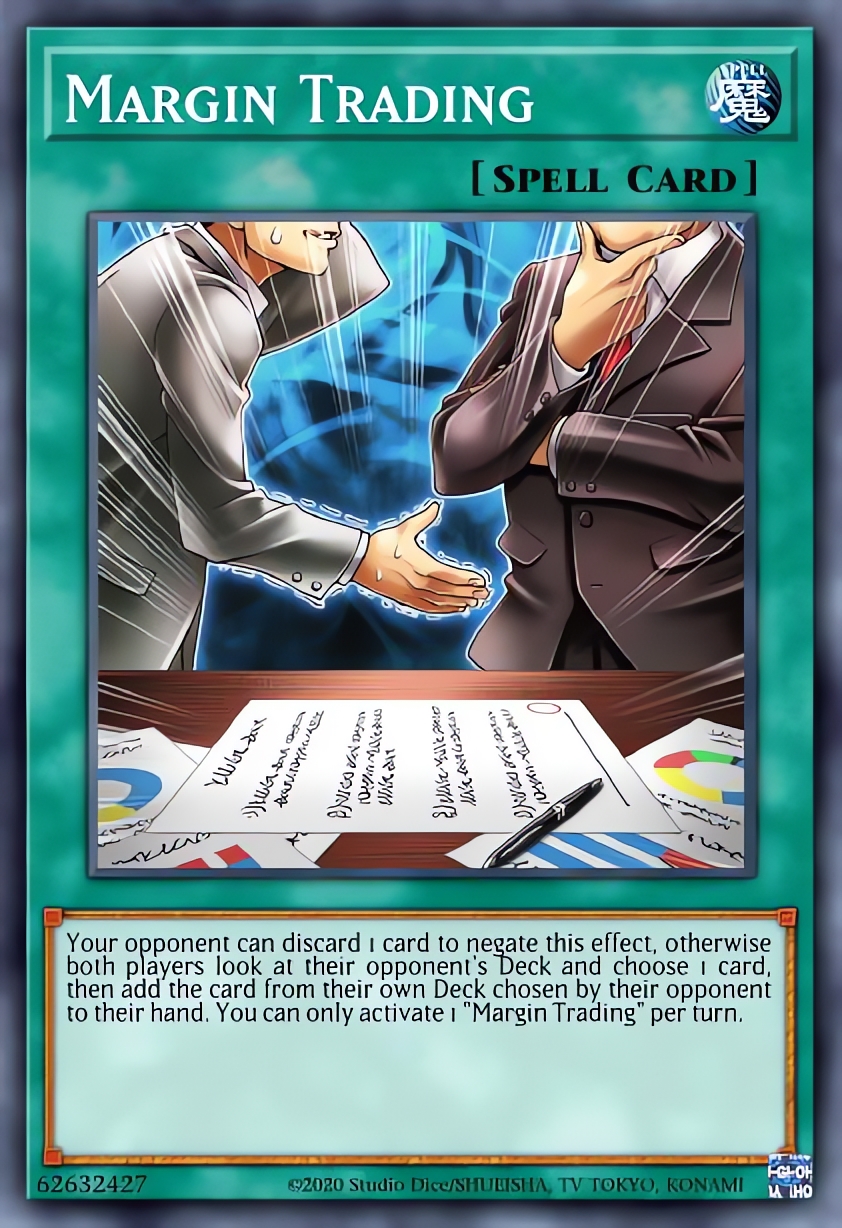 MARGIN TRADING
魔
[SPELL CARD]
Your opponent can discard 1 card to negate this effect, otherwise
both players look at their opponent's Deck and choose 1 card,
then add the card from their own Deck chosen by their opponent
to their hand. You can only activate 1 "Margin Trading" per turn.
62632427
©2020 Studio Dice/SHUEISHA, TV TOKYO, KONAMI